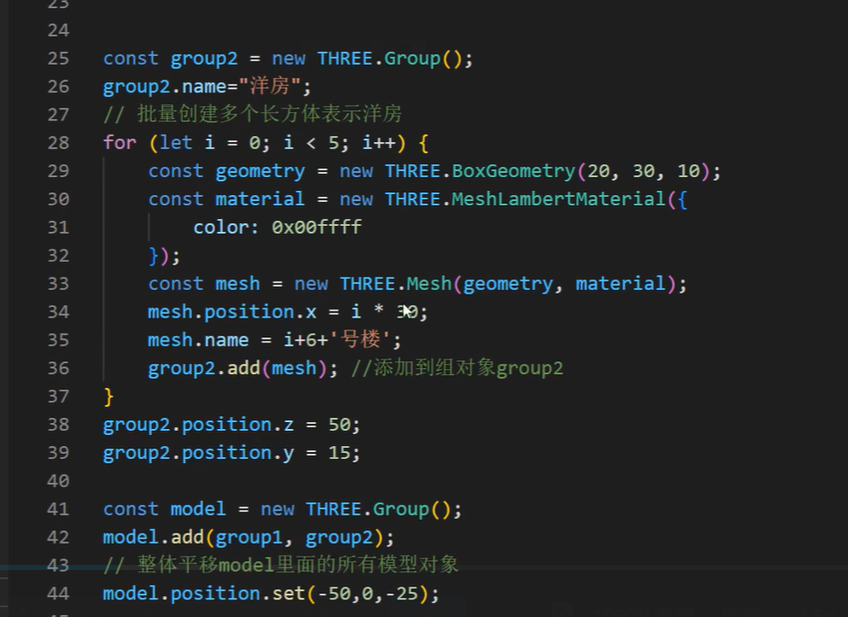 23
24
25 const group2 = new THREE.Group();
26 group2.name="洋房";
27 // 批量创建多个长方体表示洋房
28 for (let i = 0; i < 5; i++) {
29 const geometry = new THREE.BoxGeometry(20, 30, 10);
30 const material = new THREE.MeshLambertMaterial({
31 color: 0x00ffff
32 });
33 const mesh = new THREE.Mesh(geometry, material);
34 mesh.position.x = i * 30;
35 mesh.name = i+6+'号楼';
36 group2.add(mesh); //添加到组对象group2
37 }
38 group2.position.z = 50;
39 group2.position.y = 15;
40
41 const model = new THREE.Group();
42 model.add(group1, group2);
43 // 整体平移model里面的所有模型对象
44 model.position.set(-50,0,-25);